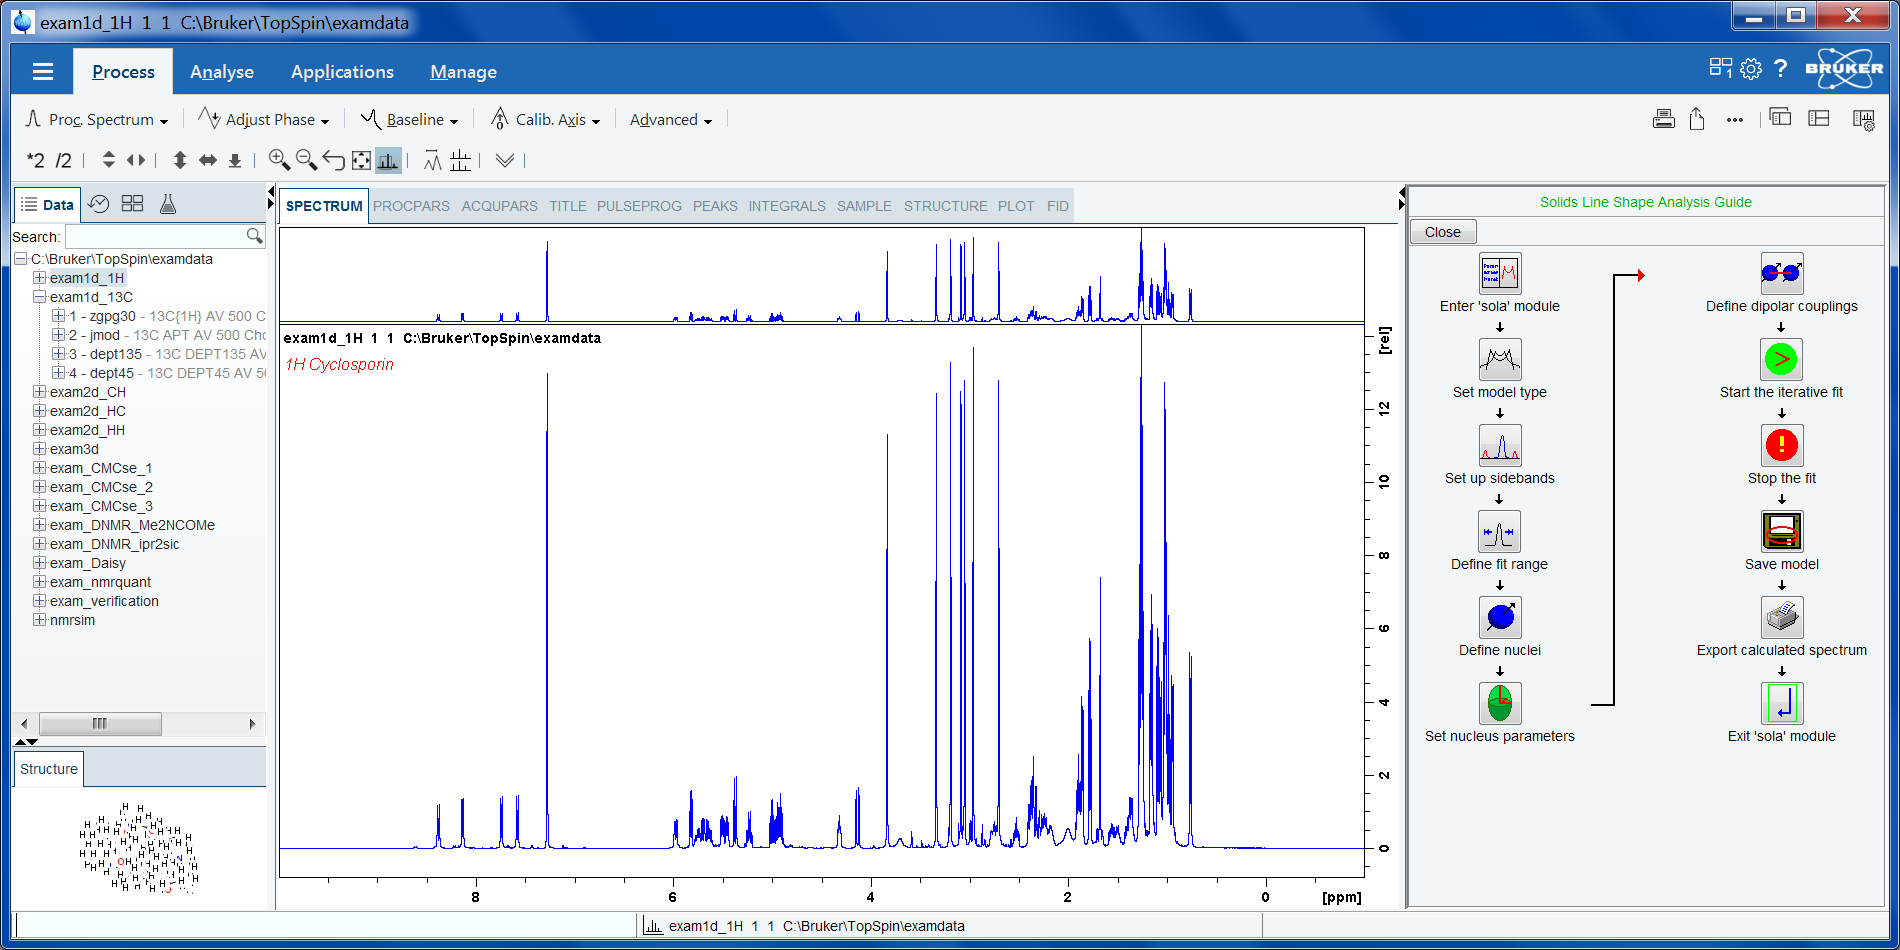 exam1d_1H 1 1 C:\Bruker\TopSpin\examdata
Process Analyse Applications Manage
1 ? BRUKER
Proc. Spectrum Adjust Phase Baseline Calib. Axis Advanced
*2 /2
Data
Search:
C:\Bruker\TopSpin\examdata
exam1d_1H
exam1d_13C
1 - zgpg30 - 13C{1H} AV 500 C
2 - jmod - 13C APT AV 500 Cho
3 - dept135 - 13C DEPT135 AV
4 - dept45 - 13C DEPT45 AV 50
exam2d_CH
exam2d_HC
exam2d_HH
exam3d
exam_CMCse_1
exam_CMCse_2
exam_CMCse_3
exam_DNMR_Me2NCOMe
exam_DNMR_ipr2sic
exam_Daisy
exam_nmrquant
exam_verification
nmrsim
Structure
SPECTRUM PROCPARS ACQUPARS TITLE PULSEPROG PEAKS INTEGRALS SAMPLE STRUCTURE PLOT FID
exam1d_1H 1 1 C:\Bruker\TopSpin\examdata
1H Cyclosporin
[rel]
12
10
8
6
4
2
0
8 6 4 2 0 [ppm]
Solids Line Shape Analysis Guide
Close
Enter 'sola' module
Set model type
Set up sidebands
Define fit range
Define nuclei
Set nucleus parameters
Define dipolar couplings
Start the iterative fit
Stop the fit
Save model
Export calculated spectrum
Exit 'sola' module
exam1d_1H 1 1 C:\Bruker\TopSpin\examdata